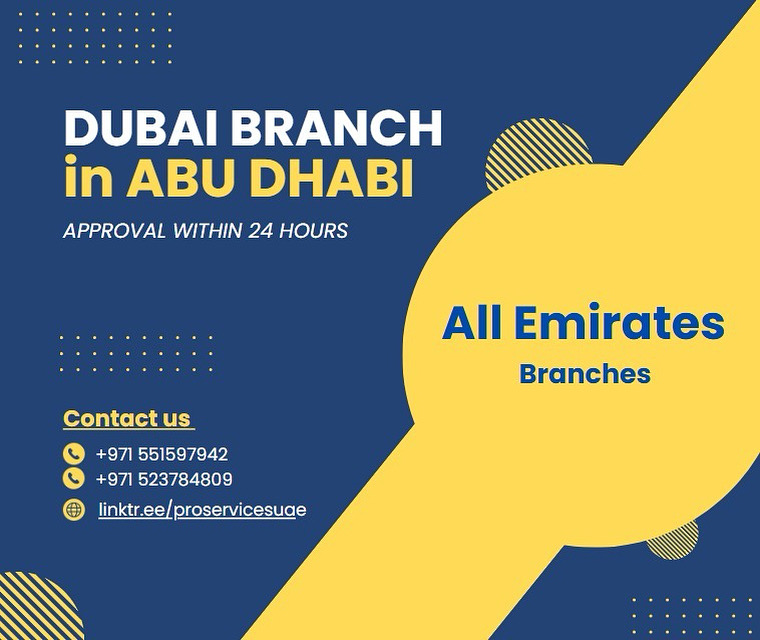 DUBAI BRANCH
in ABU DHABI
APPROVAL WITHIN 24 HOURS
All Emirates
Branches
Contact us
+971 551597942
+971 523784809
linktr.ee/proservicesuae